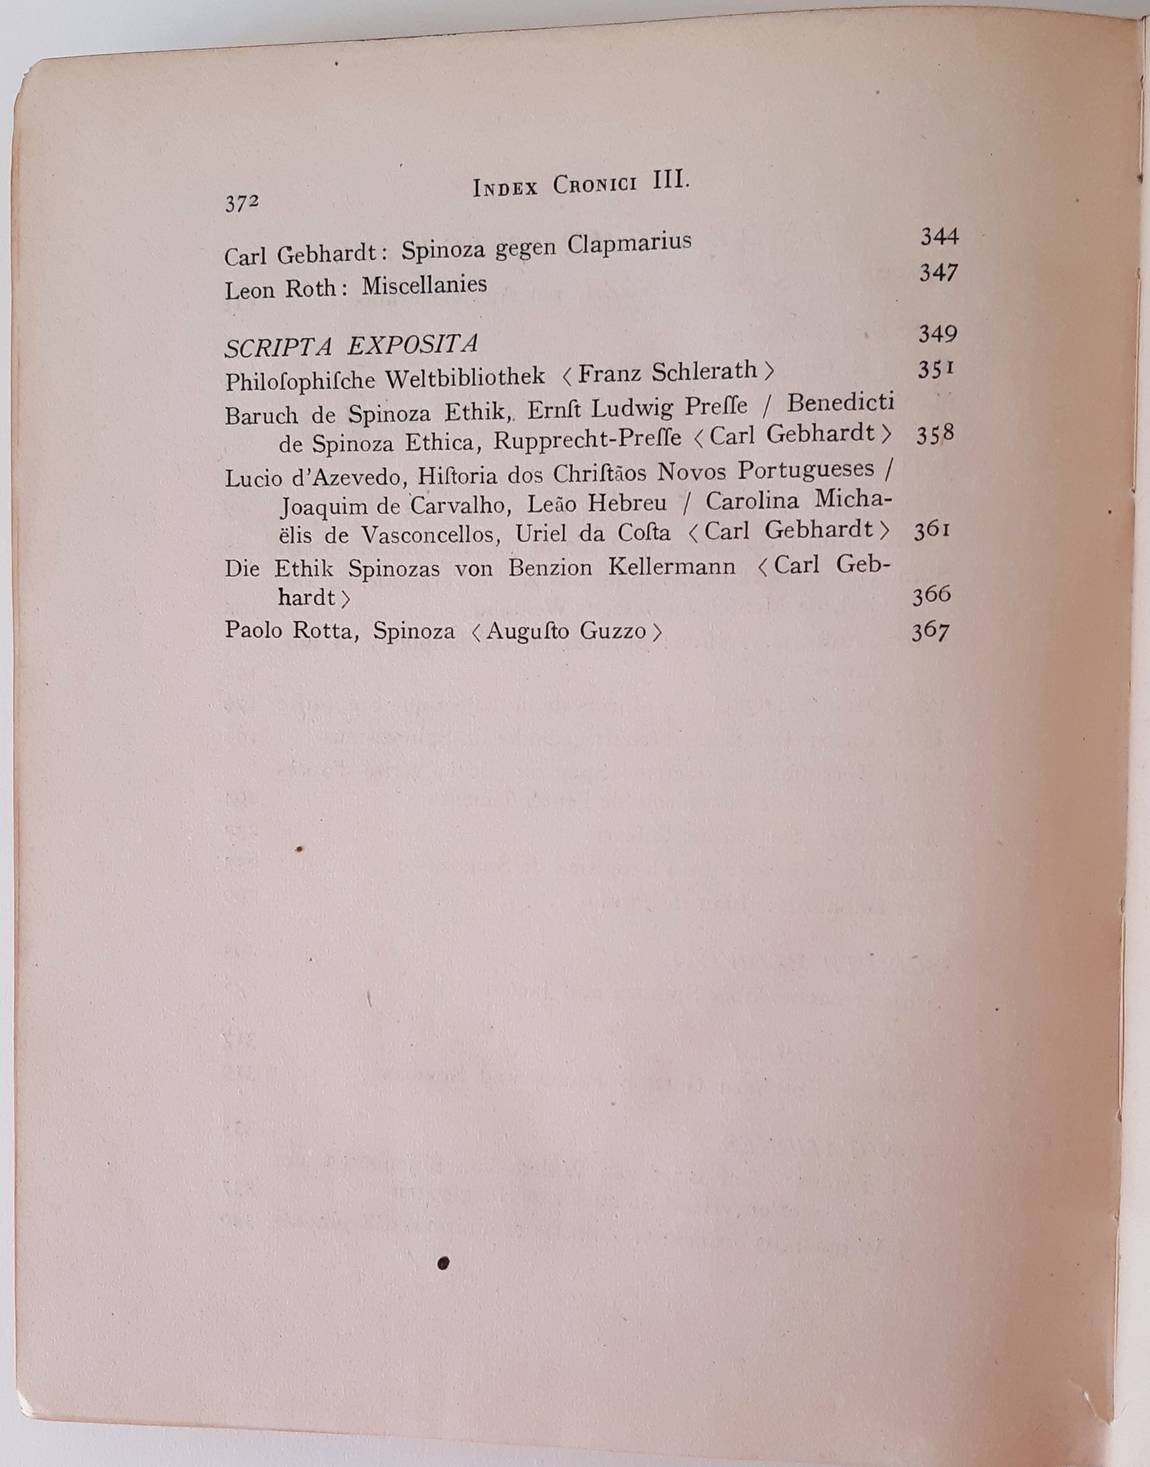 372
INDEX CRONICI III.
Carl Gebhardt: Spinoza gegen Clapmarius 344
Leon Roth: Miscellanies 347
SCRIPTA EXPOSITA 349
Philoſophiſche Weltbibliothek ⟨Franz Schlerath⟩ 351
Baruch de Spinoza Ethik, Ernſt Ludwig Preſſe / Benedicti
de Spinoza Ethica, Rupprecht-Preſſe ⟨Carl Gebhardt⟩ 358
Lucio d'Azevedo, Hiſtoria dos Chriſtãos Novos Portugueses /
Joaquim de Carvalho, Leão Hebreu / Carolina Micha-
ëlis de Vasconcellos, Uriel da Coſta ⟨Carl Gebhardt⟩ 361
Die Ethik Spinozas von Benzion Kellermann ⟨Carl Geb-
hardt⟩ 366
Paolo Rotta, Spinoza ⟨Auguſto Guzzo⟩ 367